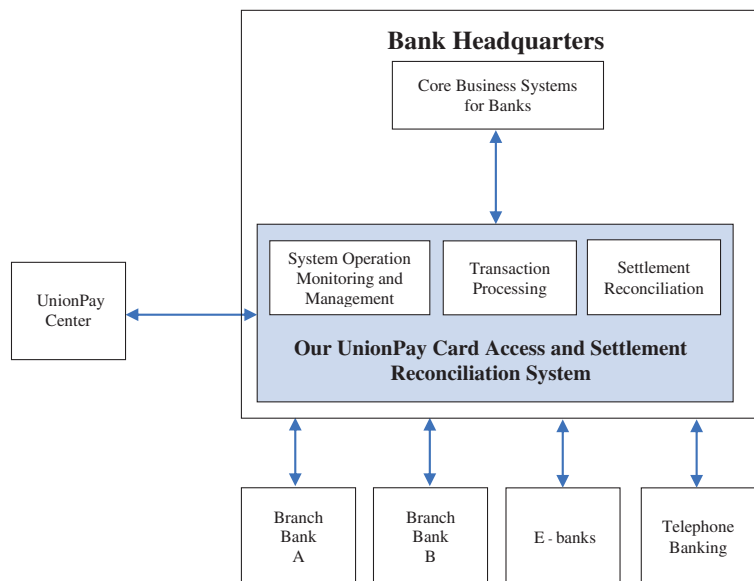 Bank Headquarters
Core Business Systems
for Banks
System Operation
Monitoring and
Management
Transaction
Processing
Settlement
Reconciliation
UnionPay
Center
Our UnionPay Card Access and Settlement
Reconciliation System
Branch
Bank
A
Branch
Bank
B
E - banks
Telephone
Banking